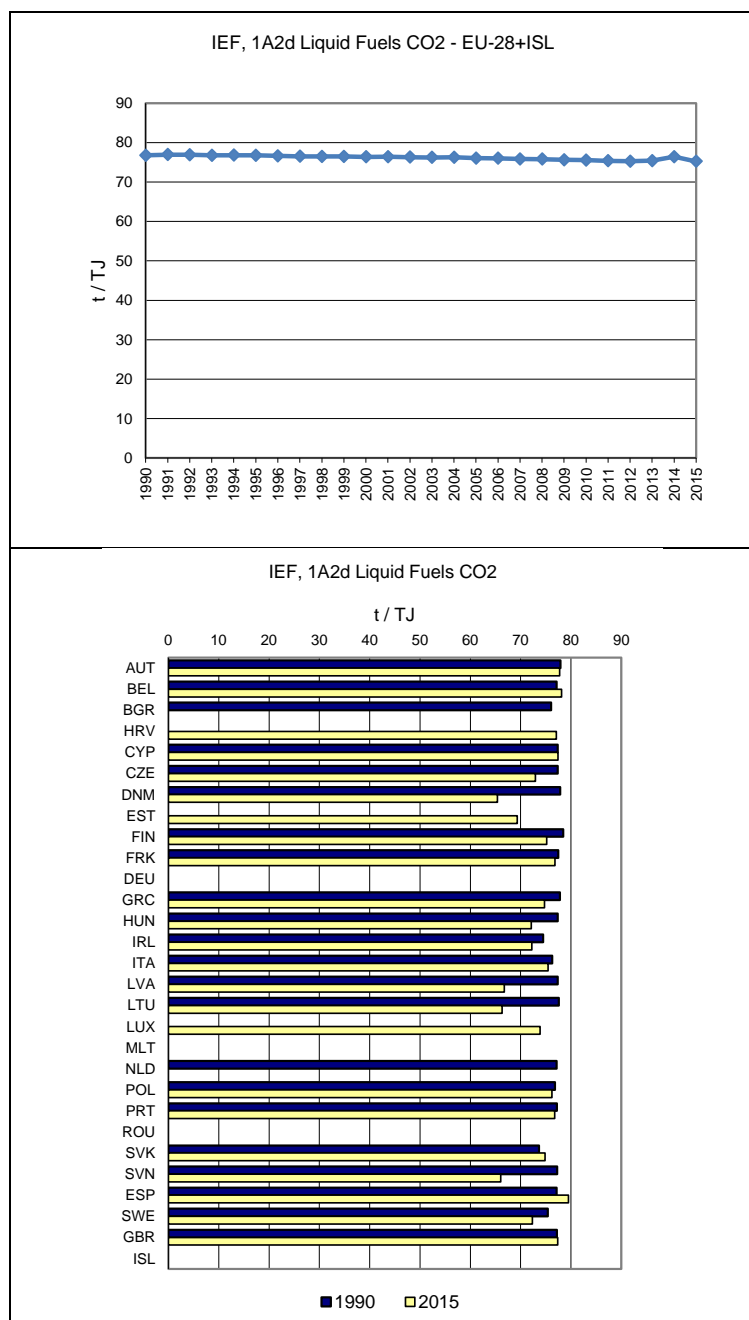 IEF, 1A2d Liquid Fuels CO2 - EU-28+ISL
90
80
70
60
50
40
30
20
10
0
t / TJ
1990 1991 1992 1993 1994 1995 1996 1997 1998 1999 2000 2001 2002 2003 2004 2005 2006 2007 2008 2009 2010 2011 2012 2013 2014 2015
IEF, 1A2d Liquid Fuels CO2
t / TJ
0 10 20 30 40 50 60 70 80 90
AUT
BEL
BGR
HRV
CYP
CZE
DNM
EST
FIN
FRK
DEU
GRC
HUN
IRL
ITA
LVA
LTU
LUX
MLT
NLD
POL
PRT
ROU
SVK
SVN
ESP
SWE
GBR
ISL
1990 2015